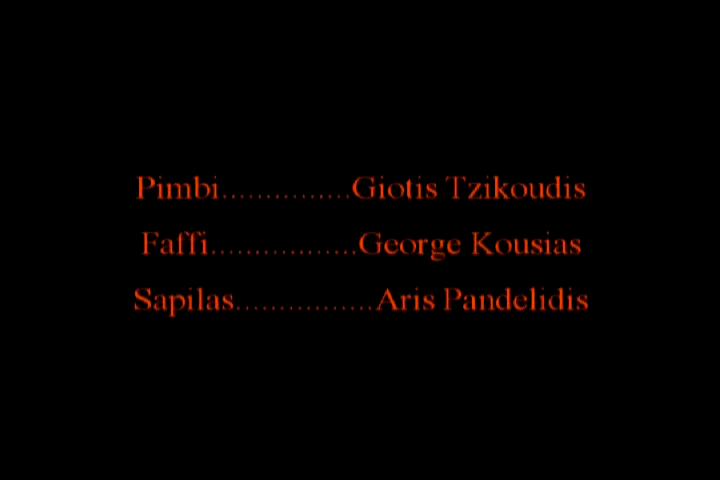 Pimbi...............Giotis Tzikoudis
Faffi.................George Kousias
Sapilas................Aris Pandelidis